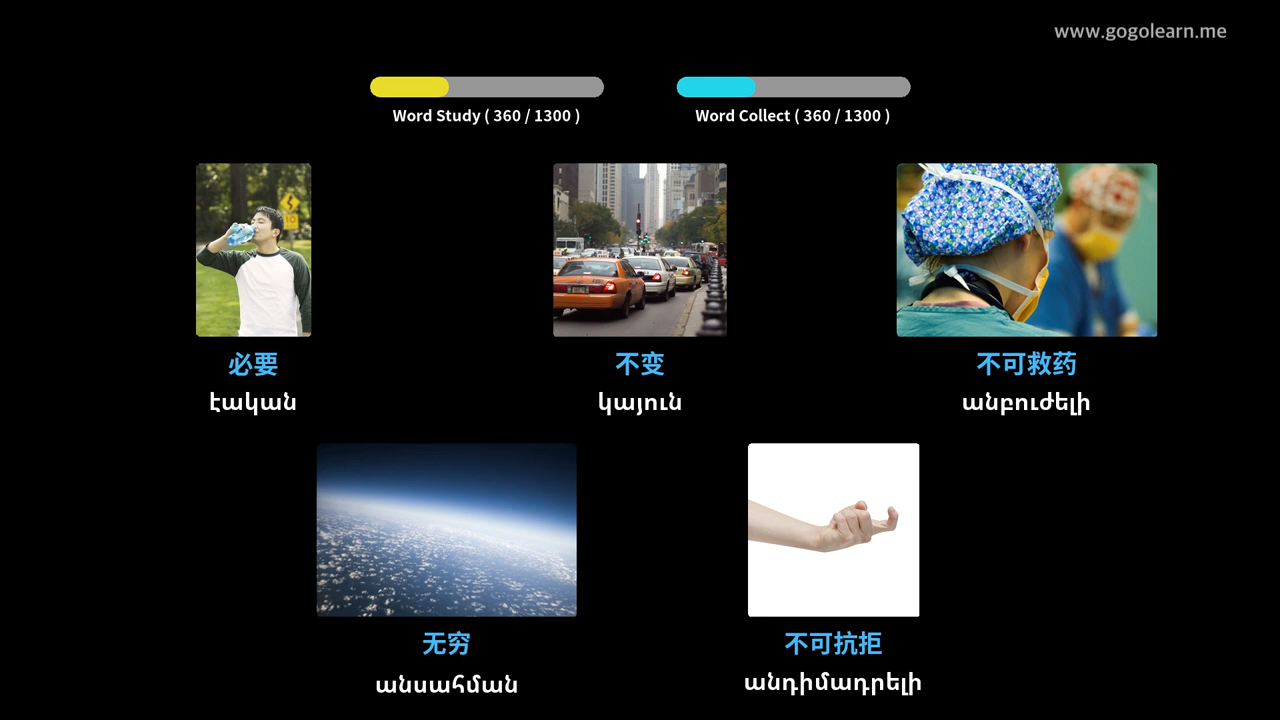 www.gogolearn.me
Word Study ( 360 / 1300 )
Word Collect ( 360 / 1300 )
必要
էական
不变
կայուն
不可救药
անբուժելի
无穷
անսահման
不可抗拒
անդիմադրելի